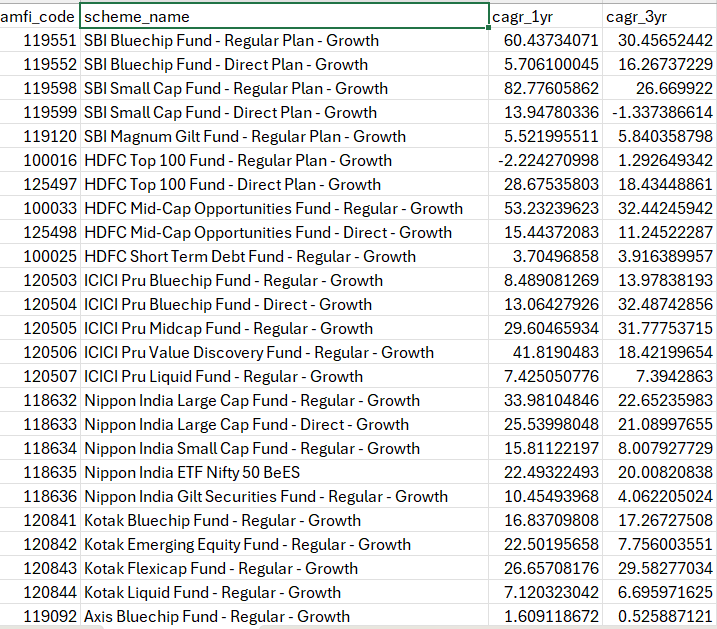 amfi_code scheme_name cagr_1yr cagr_3yr
119551 SBI Bluechip Fund - Regular Plan - Growth 60.43734071 30.45652442
119552 SBI Bluechip Fund - Direct Plan - Growth 5.706100045 16.26737229
119598 SBI Small Cap Fund - Regular Plan - Growth 82.77605862 26.669922
119599 SBI Small Cap Fund - Direct Plan - Growth 13.94780336 -1.337386614
119120 SBI Magnum Gilt Fund - Regular Plan - Growth 5.521995511 5.840358798
100016 HDFC Top 100 Fund - Regular Plan - Growth -2.224270998 1.292649342
125497 HDFC Top 100 Fund - Direct Plan - Growth 28.67535803 18.43448861
100033 HDFC Mid-Cap Opportunities Fund - Regular - Growth 53.23239623 32.44245942
125498 HDFC Mid-Cap Opportunities Fund - Direct - Growth 15.44372083 11.24522287
100025 HDFC Short Term Debt Fund - Regular - Growth 3.70496858 3.916389957
120503 ICICI Pru Bluechip Fund - Regular - Growth 8.489081269 13.97838193
120504 ICICI Pru Bluechip Fund - Direct - Growth 13.06427926 32.48742856
120505 ICICI Pru Midcap Fund - Regular - Growth 29.60465934 31.77753715
120506 ICICI Pru Value Discovery Fund - Regular - Growth 41.8190483 18.42199654
120507 ICICI Pru Liquid Fund - Regular - Growth 7.425050776 7.3942863
118632 Nippon India Large Cap Fund - Regular - Growth 33.98104846 22.65235983
118633 Nippon India Large Cap Fund - Direct - Growth 25.53998048 21.08997655
118634 Nippon India Small Cap Fund - Regular - Growth 15.81122197 8.007927729
118635 Nippon India ETF Nifty 50 BeES 22.49322493 20.00820838
118636 Nippon India Gilt Securities Fund - Regular - Growth 10.45493968 4.062205024
120841 Kotak Bluechip Fund - Regular - Growth 16.83709808 17.26727508
120842 Kotak Emerging Equity Fund - Regular - Growth 22.50195658 7.756003551
120843 Kotak Flexicap Fund - Regular - Growth 26.65708176 29.58277034
120844 Kotak Liquid Fund - Regular - Growth 7.120323042 6.695971625
119092 Axis Bluechip Fund - Regular - Growth 1.609118672 0.525887121